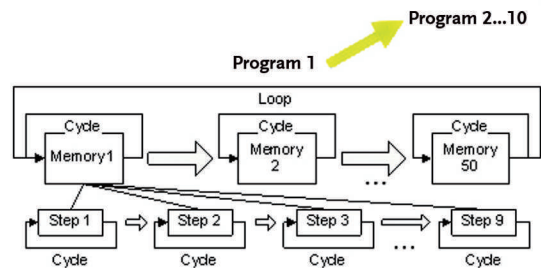 Program 2...10
Program 1
Loop
Cycle Cycle Cycle
Memory1 Memory 2 Memory 50
...
Step 1 Step 2 Step 3 Step 9
...
Cycle Cycle Cycle Cycle